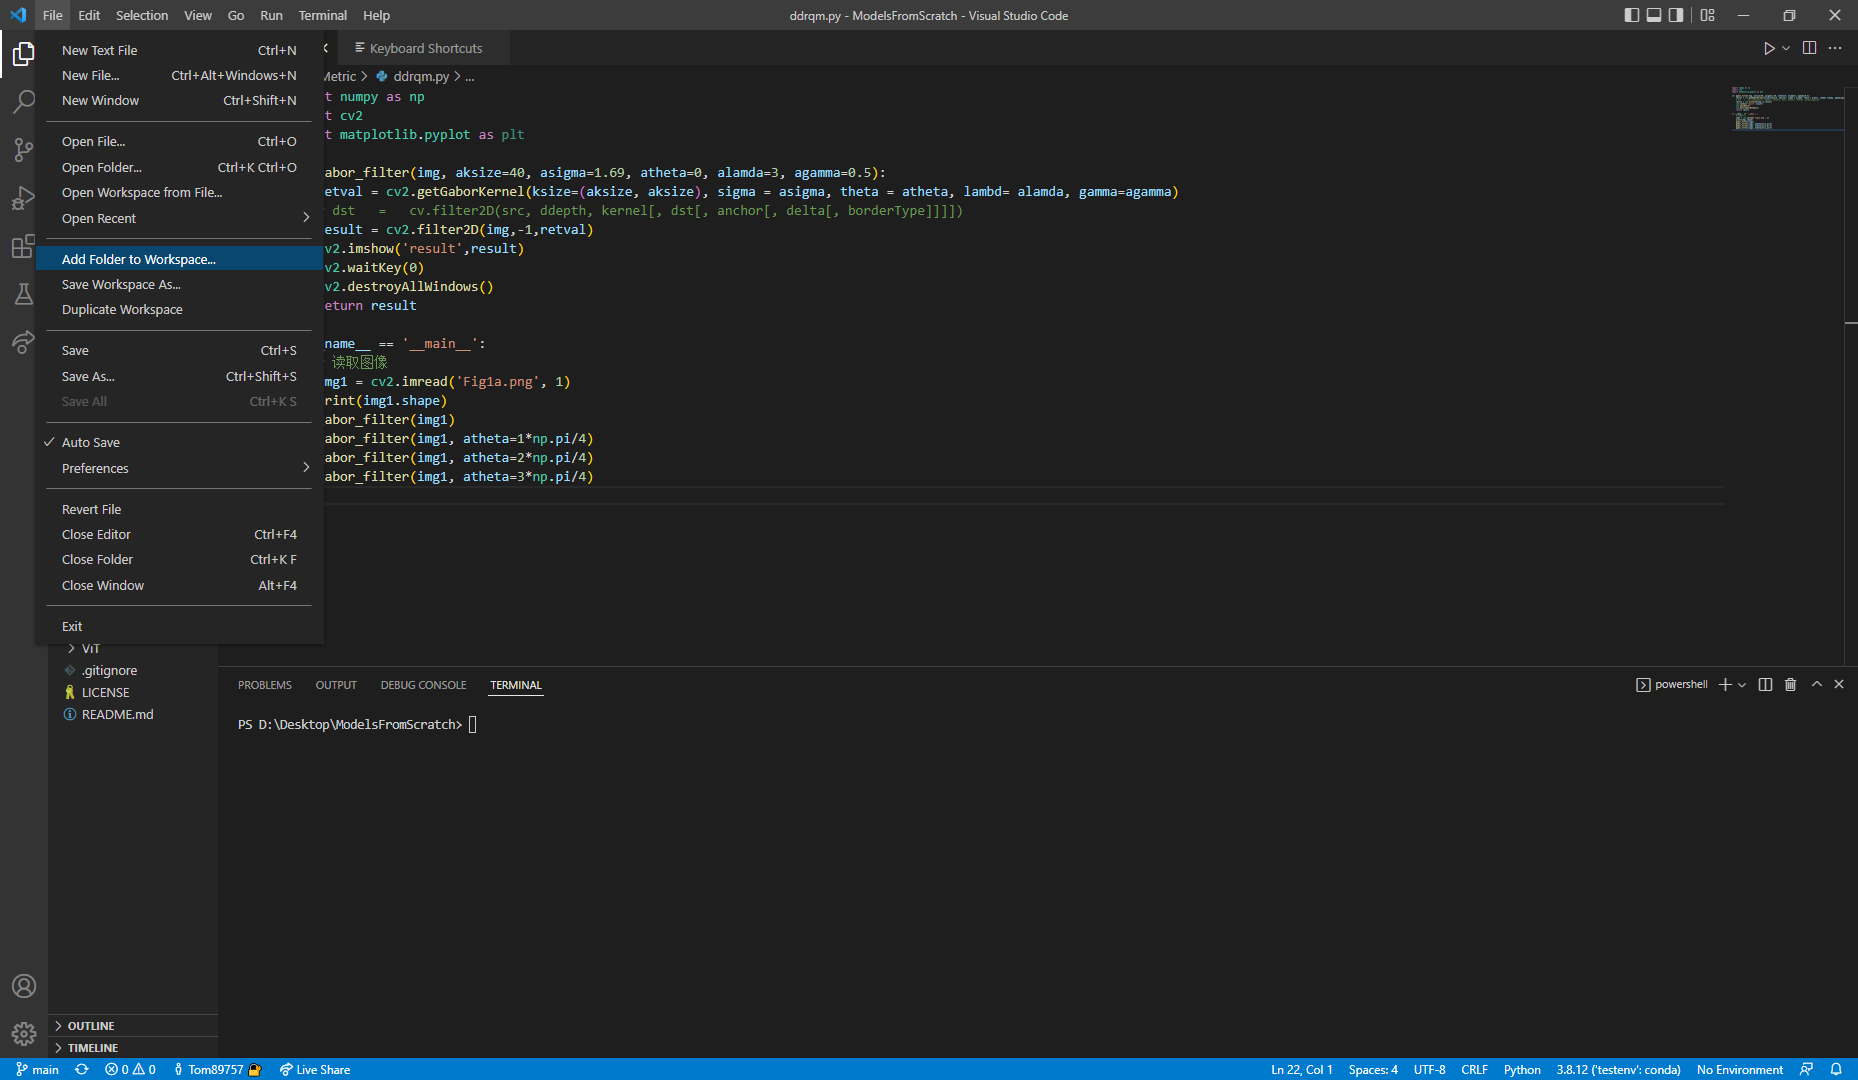 File Edit Selection View Go Run Terminal Help ddrqm.py - ModelsFromScratch - Visual Studio Code
Keyboard Shortcuts
New Text File Ctrl+N
New File... Ctrl+Alt+Windows+N
New Window Ctrl+Shift+N
Open File... Ctrl+O
Open Folder... Ctrl+K Ctrl+O
Open Workspace from File...
Open Recent
Add Folder to Workspace...
Save Workspace As...
Duplicate Workspace
Save Ctrl+S
Save As... Ctrl+Shift+S
Save All Ctrl+K S
Auto Save
Preferences
Revert File
Close Editor Ctrl+F4
Close Folder Ctrl+K F
Close Window Alt+F4
Exit
Metric > ddrqm.py > ...
t numpy as np
t cv2
t matplotlib.pyplot as plt
abor_filter(img, aksize=40, asigma=1.69, atheta=0, alamda=3, agamma=0.5):
etval = cv2.getGaborKernel(ksize=(aksize, aksize), sigma = asigma, theta = atheta, lambd= alamda, gamma=agamma)
dst   =   cv.filter2D(src, ddepth, kernel[, dst[, anchor[, delta[, borderType]]]])
esult = cv2.filter2D(img,-1,retval)
v2.imshow('result',result)
v2.waitKey(0)
v2.destroyAllWindows()
eturn result
name__ == '__main__':
读取图像
mg1 = cv2.imread('Fig1a.png', 1)
rint(img1.shape)
abor_filter(img1)
abor_filter(img1, atheta=1*np.pi/4)
abor_filter(img1, atheta=2*np.pi/4)
abor_filter(img1, atheta=3*np.pi/4)
ViT
.gitignore
LICENSE
README.md
OUTLINE
TIMELINE
PROBLEMS OUTPUT DEBUG CONSOLE TERMINAL powershell
PS D:\Desktop\ModelsFromScratch>
main 0 0 Tom89757 Live Share Ln 22, Col 1 Spaces: 4 UTF-8 CRLF Python 3.8.12 ('testenv': conda) No Environment